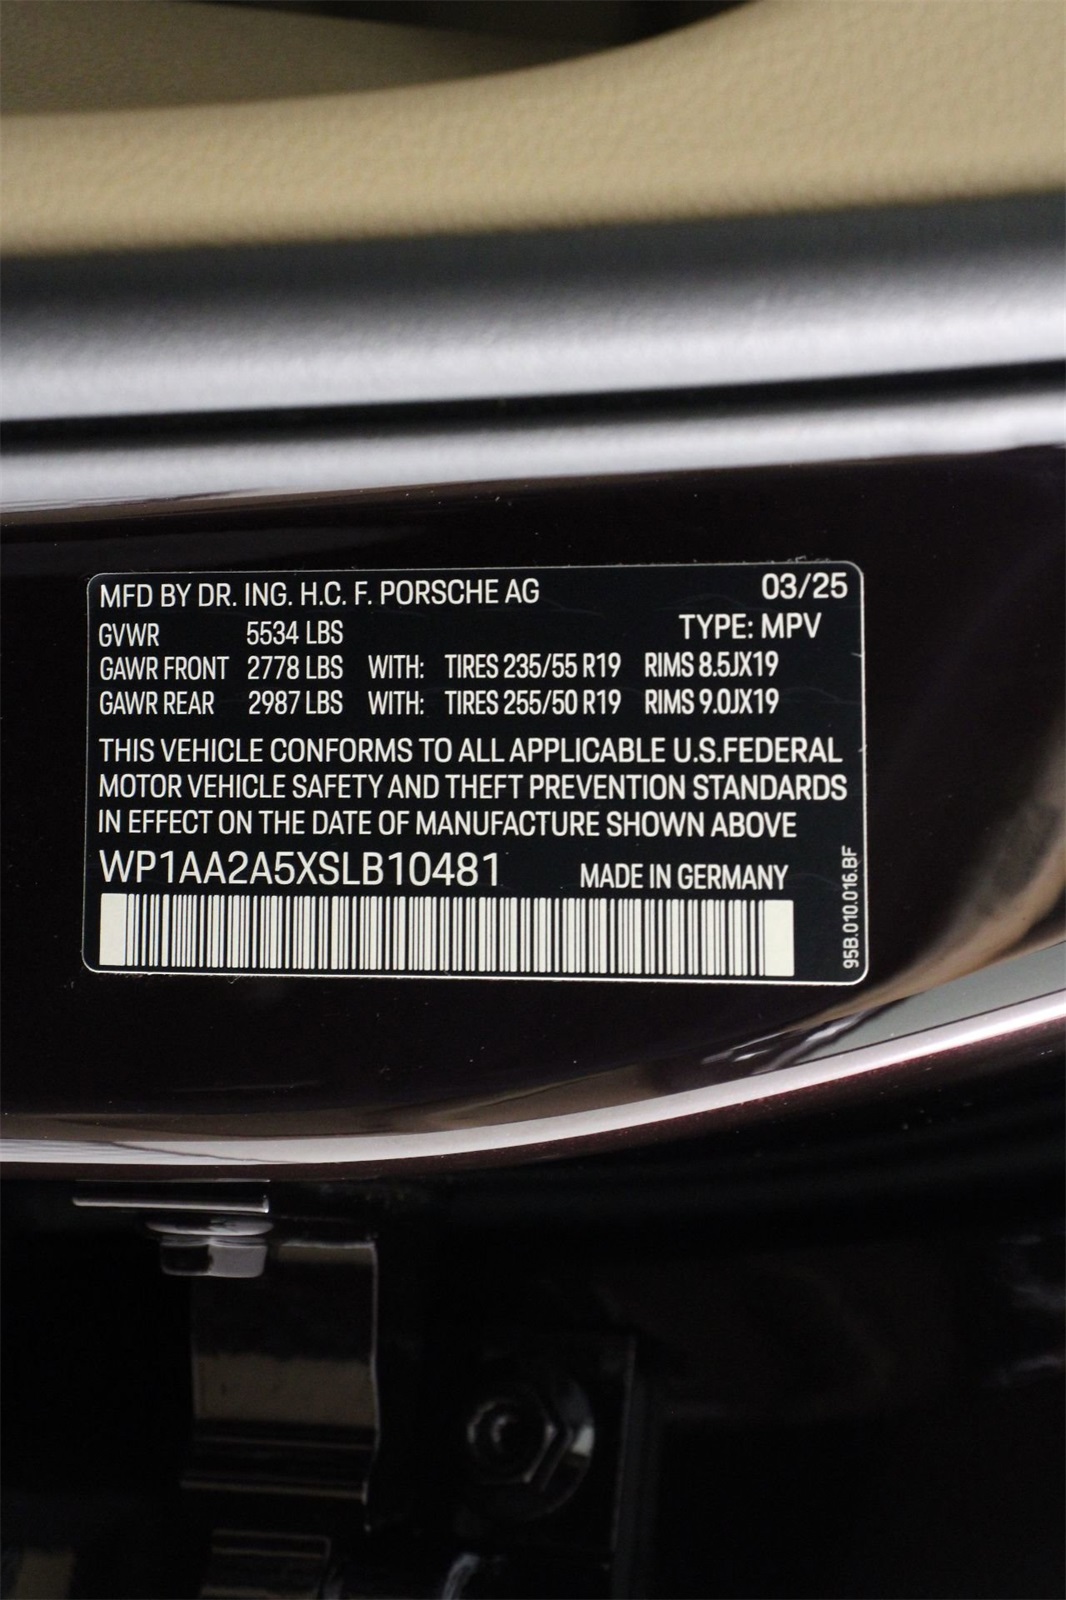 MFD BY DR. ING. H.C. F. PORSCHE AG 03/25
GVWR 5534 LBS TYPE: MPV
GAWR FRONT 2778 LBS WITH: TIRES 235/55 R19 RIMS 8.5JX19
GAWR REAR 2987 LBS WITH: TIRES 255/50 R19 RIMS 9.0JX19
THIS VEHICLE CONFORMS TO ALL APPLICABLE U.S.FEDERAL
MOTOR VEHICLE SAFETY AND THEFT PREVENTION STANDARDS
IN EFFECT ON THE DATE OF MANUFACTURE SHOWN ABOVE
WP1AA2A5XSLB10481 MADE IN GERMANY
95B.010.016.BF